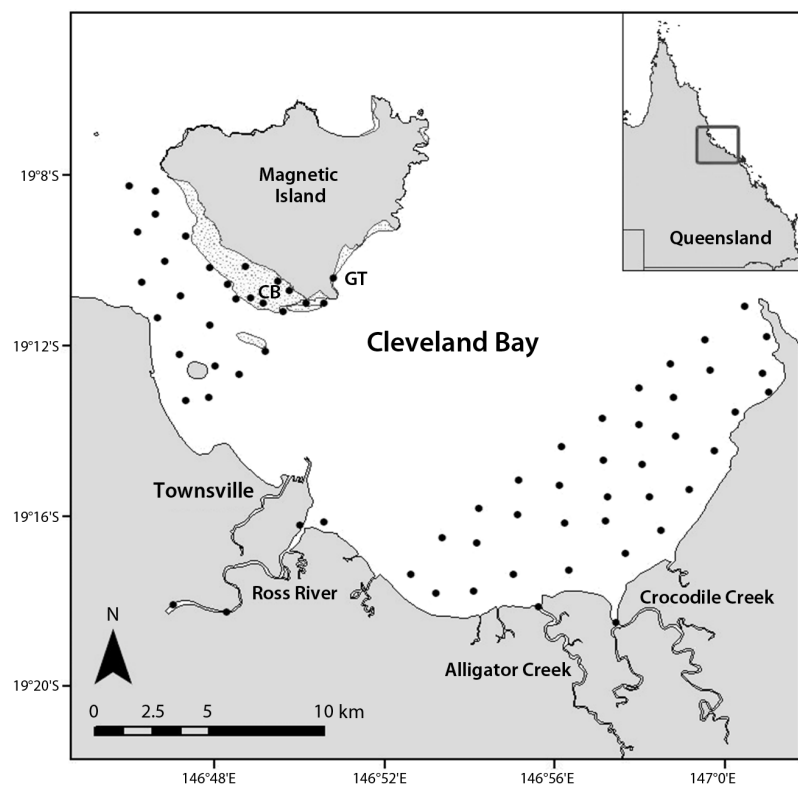 Magnetic
Island
Queensland
19°8'S
GT
CB
Cleveland Bay
19°12'S
Townsville
19°16'S
Ross River
Crocodile Creek
N
Alligator Creek
19°20'S
0 2.5 5 10 km
146°48'E 146°52'E 146°56'E 147°0'E